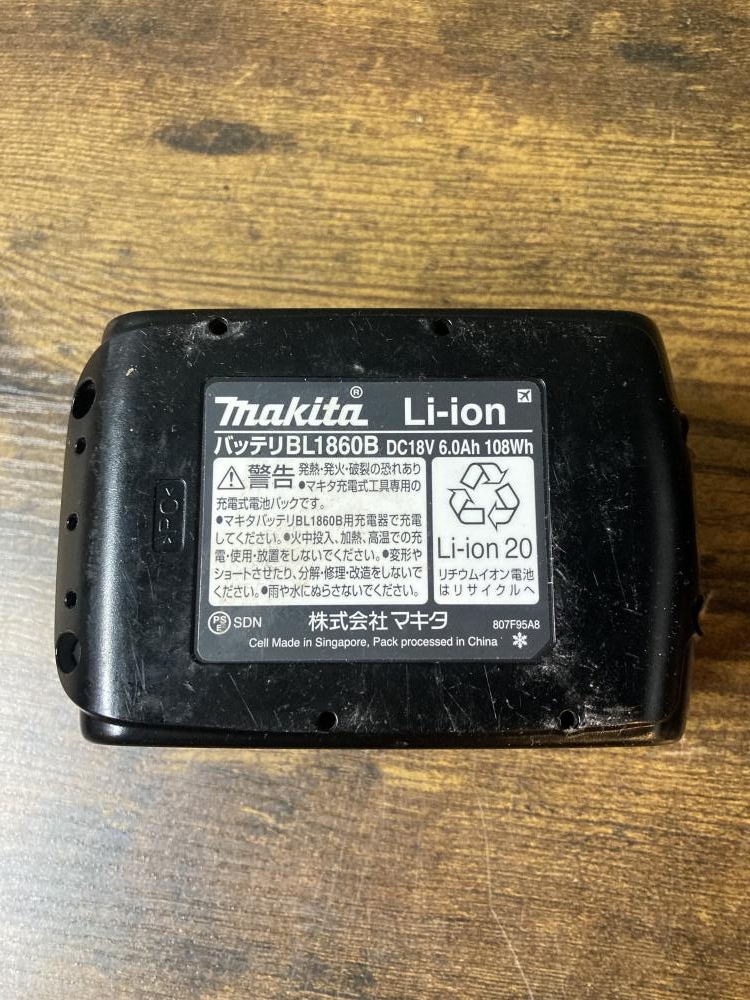 makita® Li-ion
バッテリBL1860B DC18V 6.0Ah 108Wh
警告 発熱・発火・破裂の恐れあり
●マキタ充電式工具専用の
充電式電池パックです。
●マキタバッテリBL1860B用充電器で充電
してください。●火中投入、加熱、高温での充
電・使用・放置をしないでください。●変形や
ショートさせたり、分解・修理・改造をしないで
ください。●雨や水にぬらさないでください。
Li-ion 20
リチウムイオン電池
はリサイクルへ
PS
E SDN 株式会社 マキタ 807F95A8
Cell Made in Singapore, Pack processed in China
>PC<